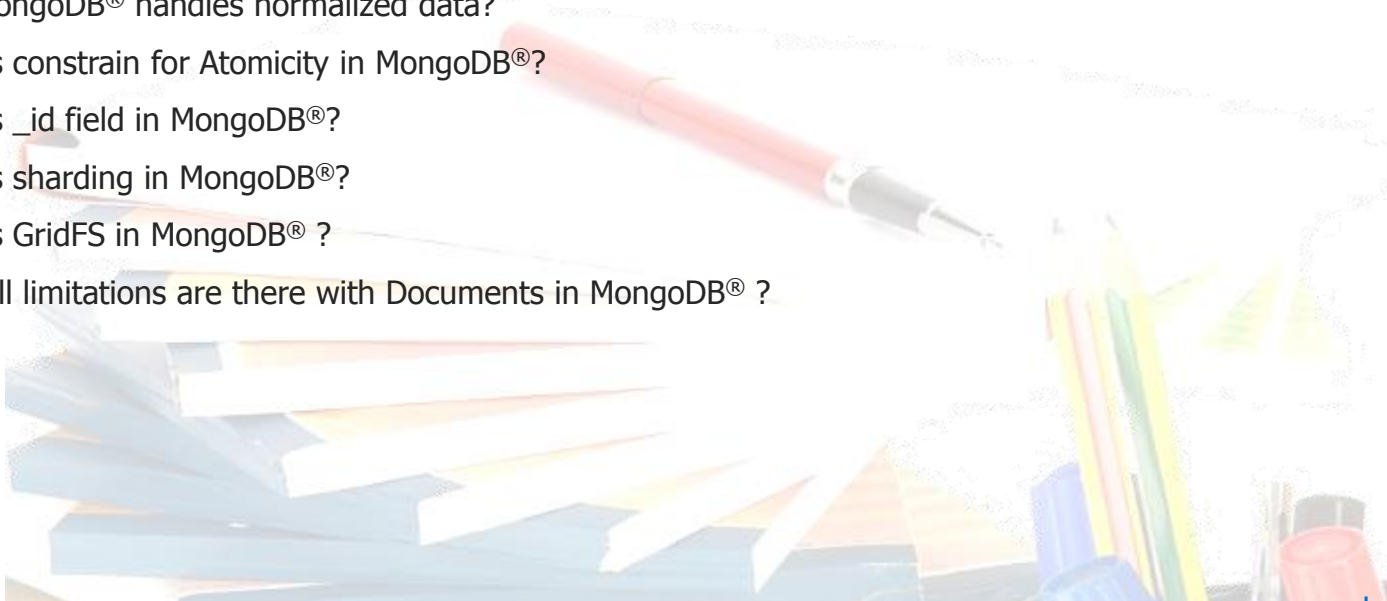 MongoDB® handles normalized data?
s constrain for Atomicity in MongoDB®?
s _id field in MongoDB®?
s sharding in MongoDB®?
s GridFS in MongoDB® ?
ll limitations are there with Documents in MongoDB® ?